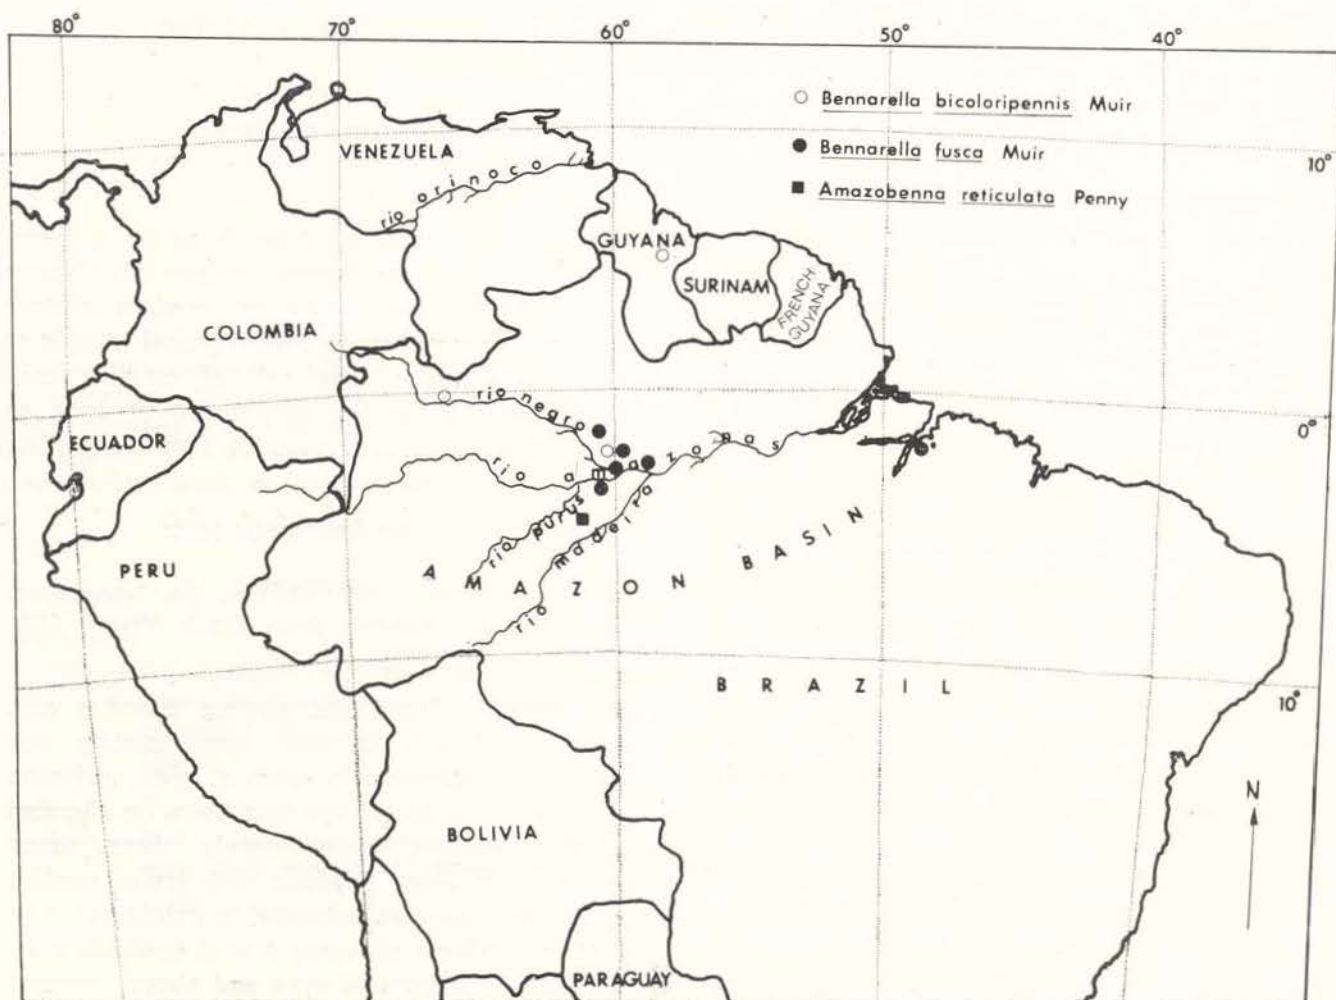 80°
70°
60°
50°
40°
Bennarella bicoloripennis Muir
Bennarella fusca Muir
Amazobenna reticulata Penny
VENEZUELA
rio orinoco
10°
GUYANA
SURINAM
FRENCH
GUYANA
COLOMBIA
rio negro
ECUADOR
0°
rio amazonas
rio purus
rio madeira
PERU
AMAZON BASIN
BRAZIL
10°
N
BOLIVIA
PARAGUAY